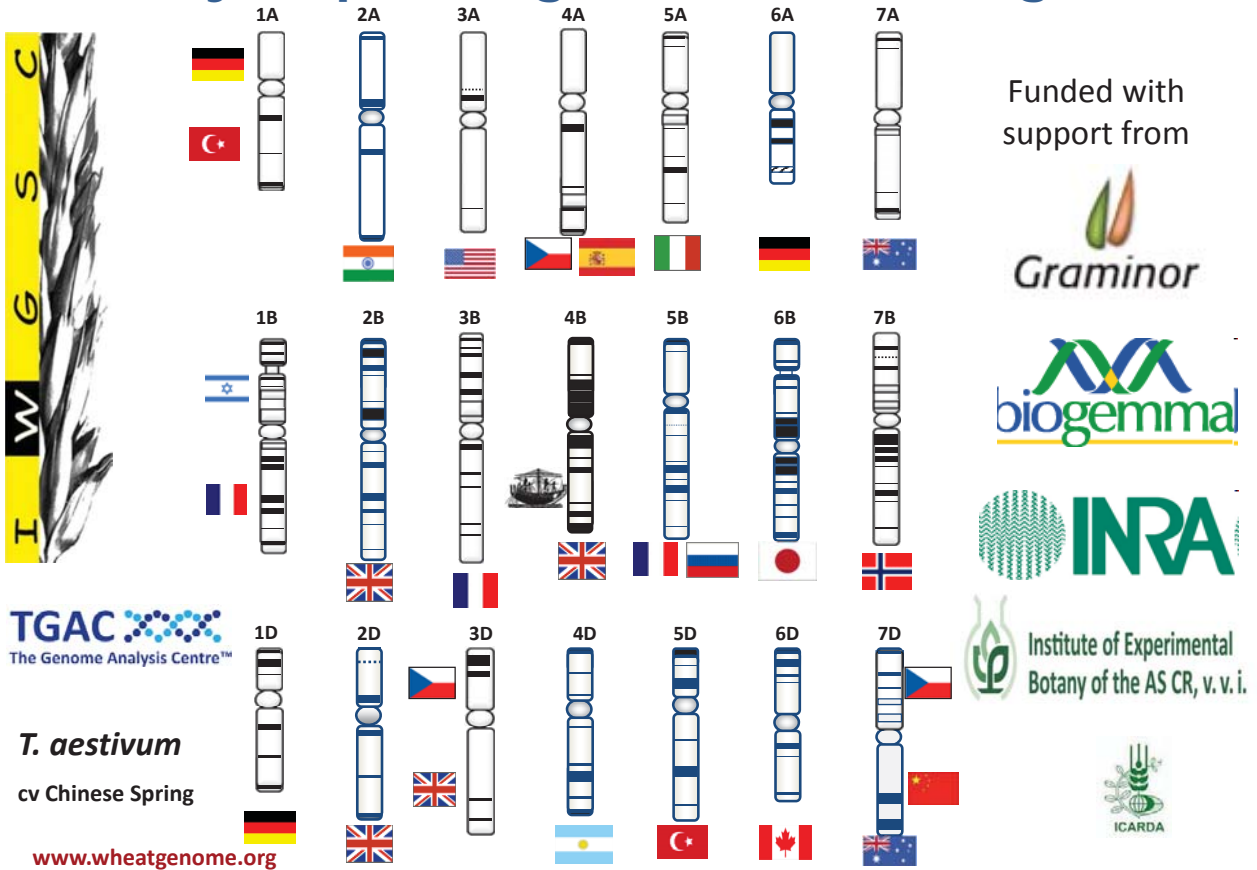 1A 2A 3A 4A 5A 6A 7A
I W G S C
Funded with
support from
Graminor
1B 2B 3B 4B 5B 6B 7B
biogemma
INRA
TGAC
The Genome Analysis Centre™
1D 2D 3D 4D 5D 6D 7D
Institute of Experimental
Botany of the AS CR, v. v. i.
T. aestivum
cv Chinese Spring
ICARDA
www.wheatgenome.org